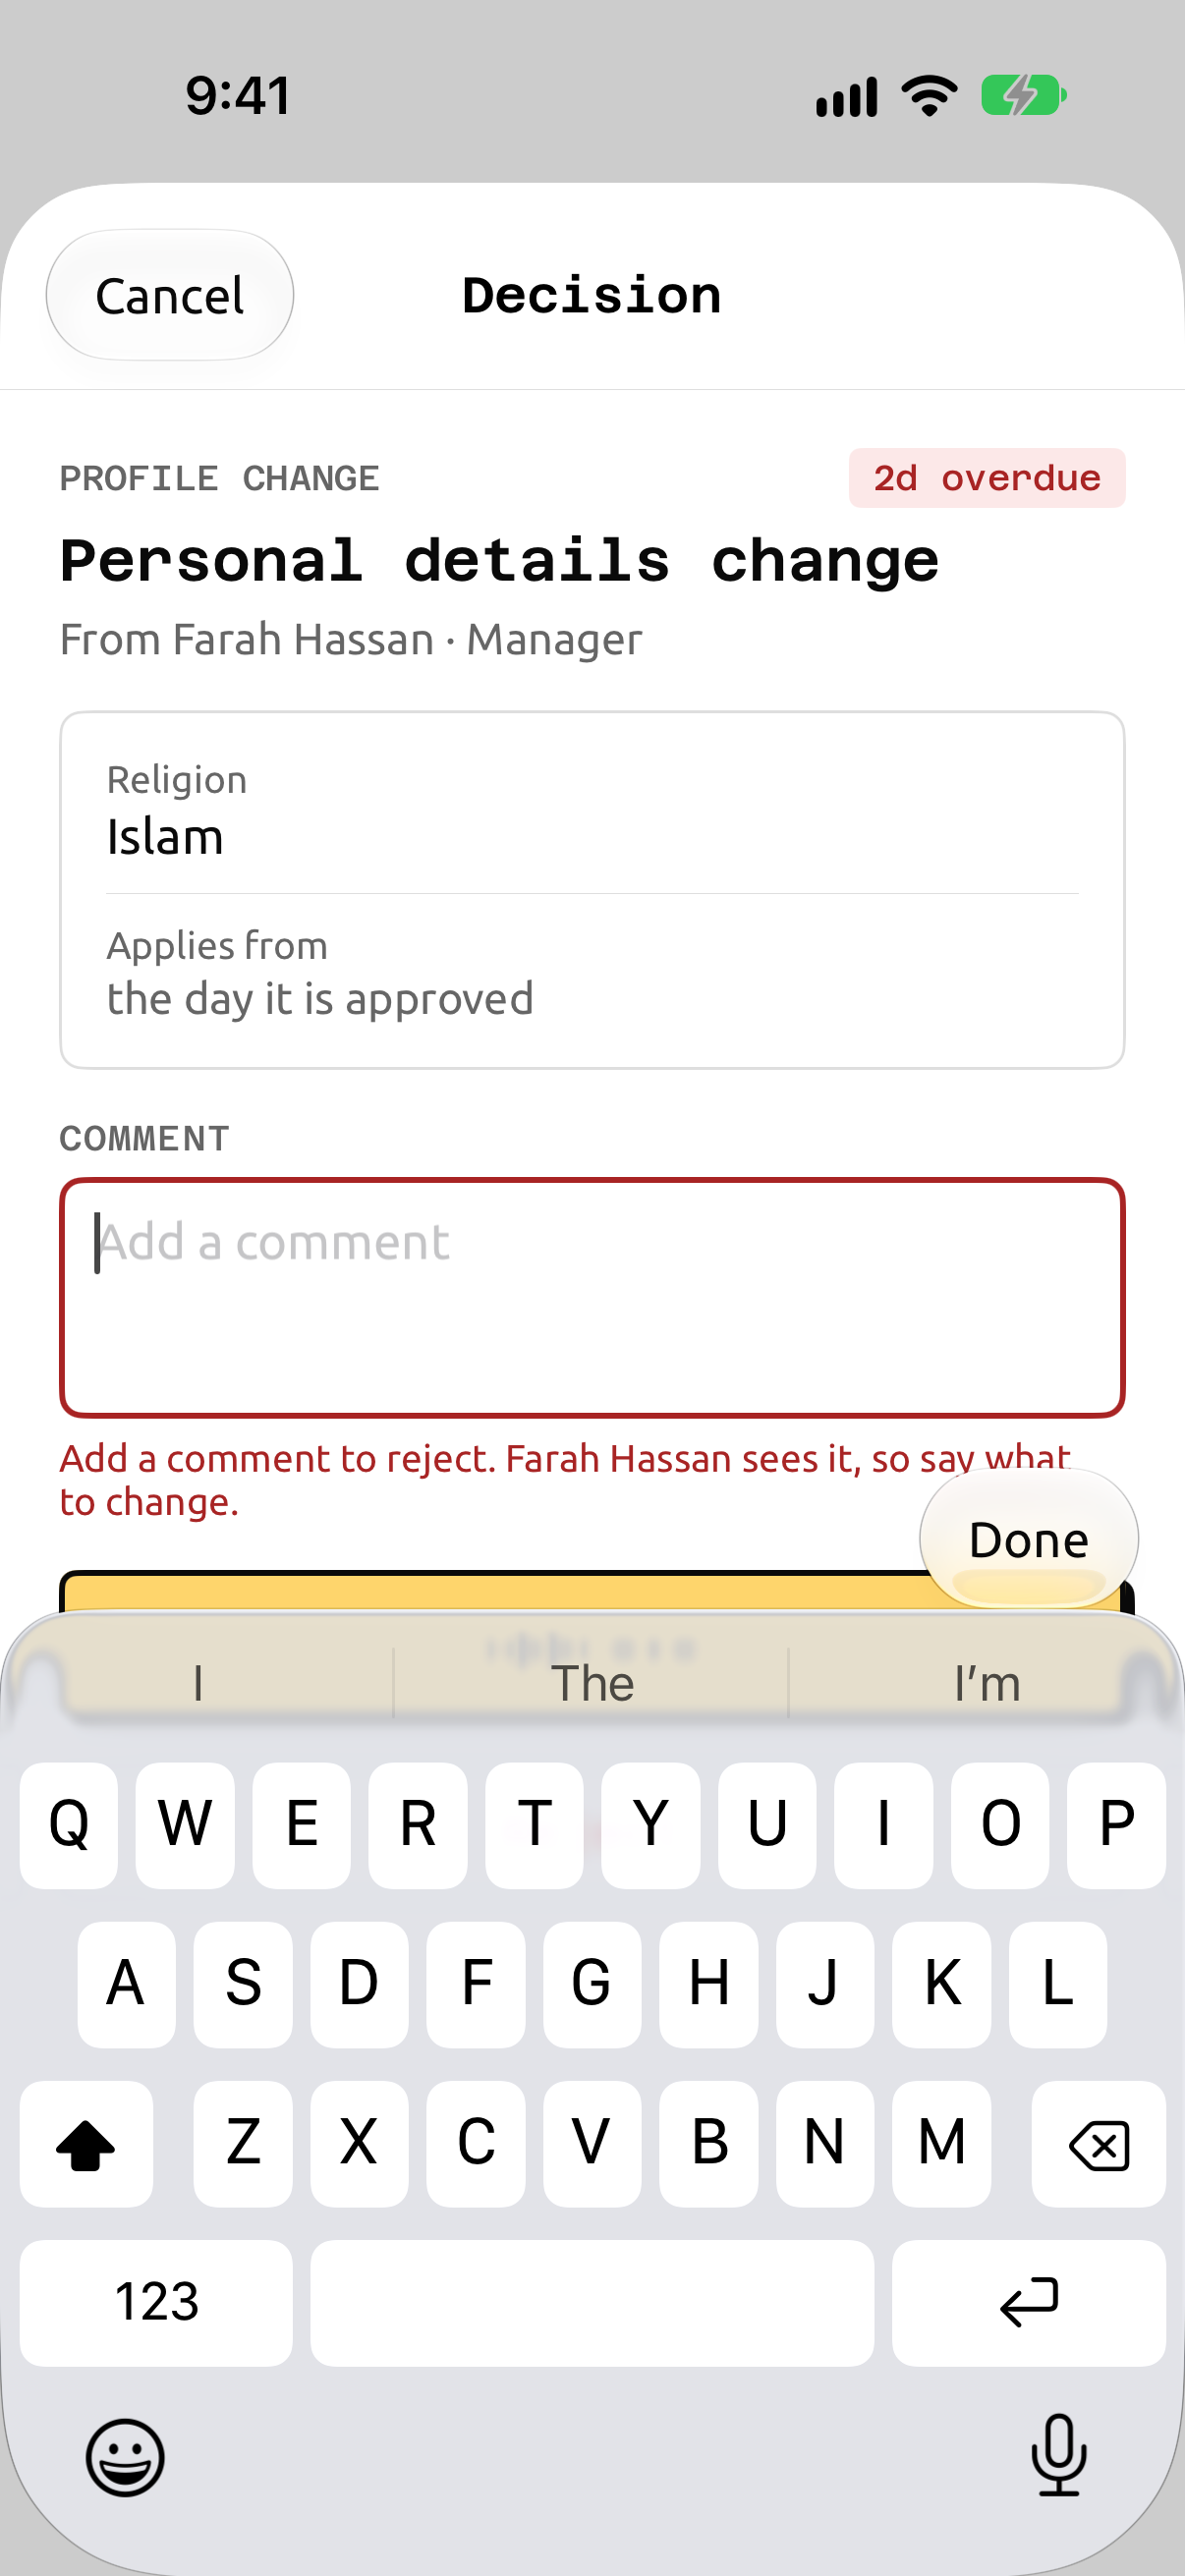 9:41
Cancel
Decision
PROFILE CHANGE
2d overdue
Personal details change
From Farah Hassan · Manager
Religion
Islam
Applies from
the day it is approved
COMMENT
Add a comment
Add a comment to reject. Farah Hassan sees it, so say what
to change.
Done
I
The
I'm
Q W E R T Y U I O P
A S D F G H J K L
Z X C V B N M
123